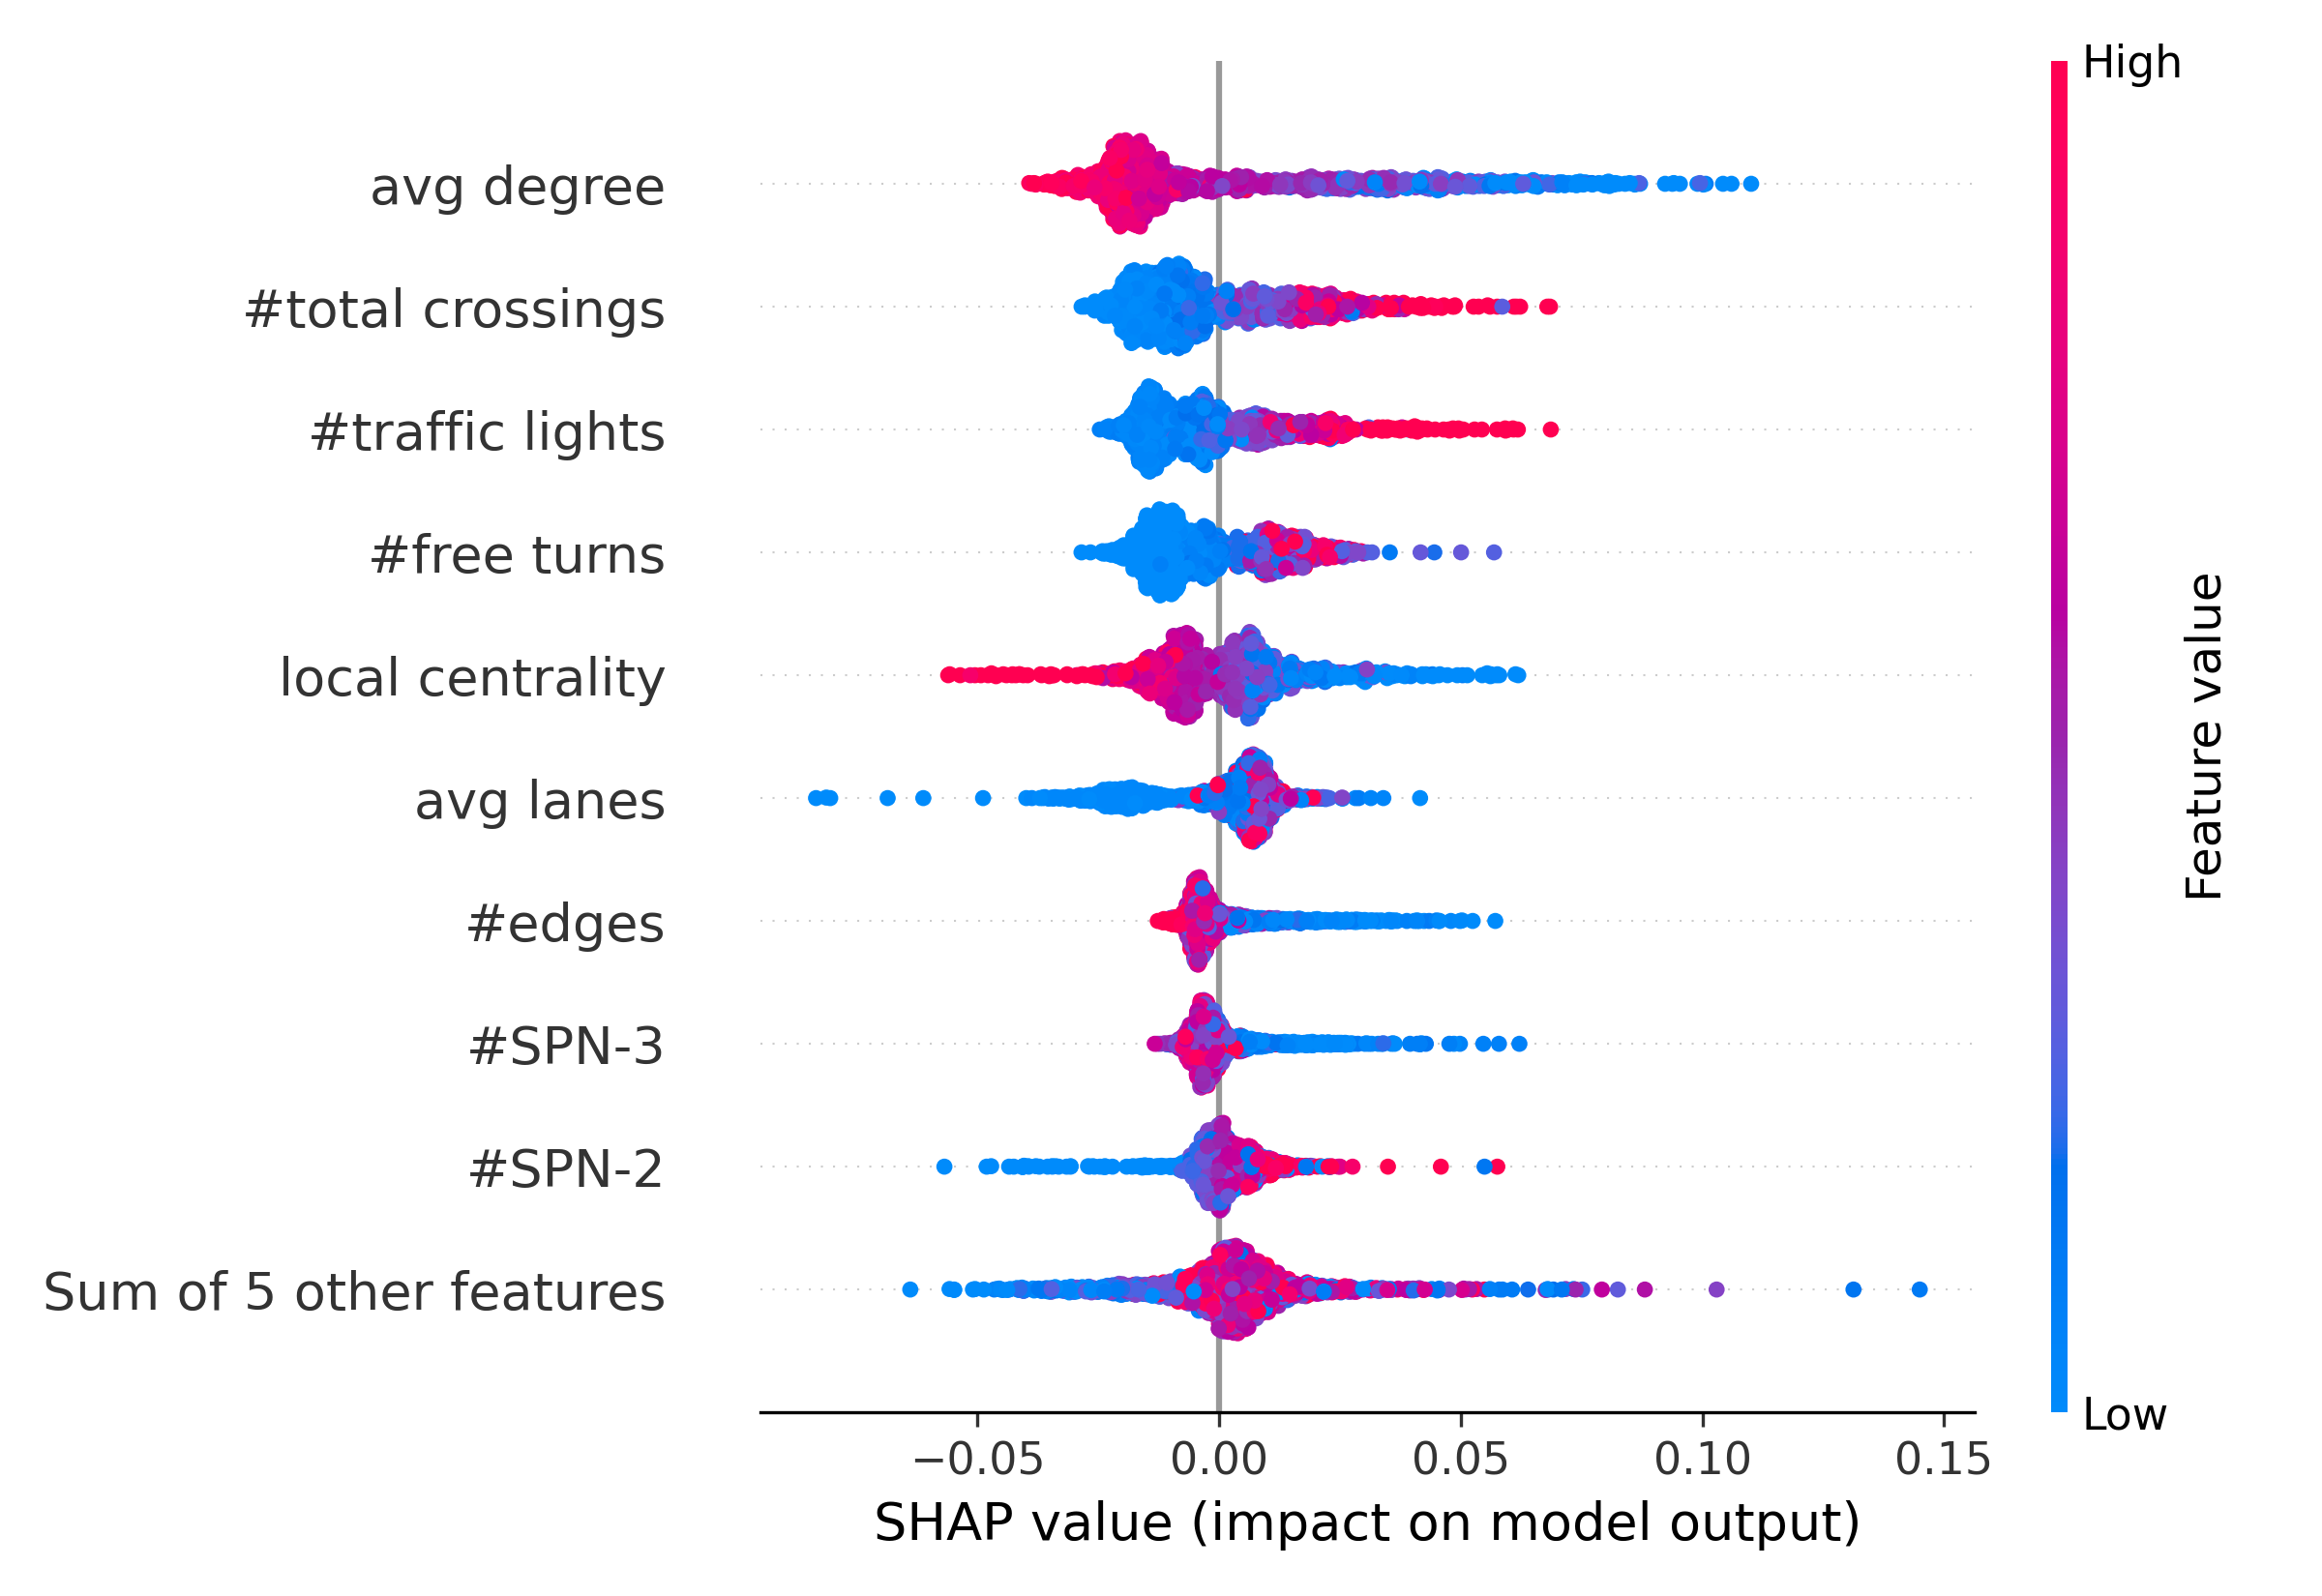 High
avg degree
#total crossings
#traffic lights
#free turns
local centrality
avg lanes
#edges
#SPN-3
#SPN-2
Sum of 5 other features
Feature value
Low
−0.05 0.00 0.05 0.10 0.15
SHAP value (impact on model output)